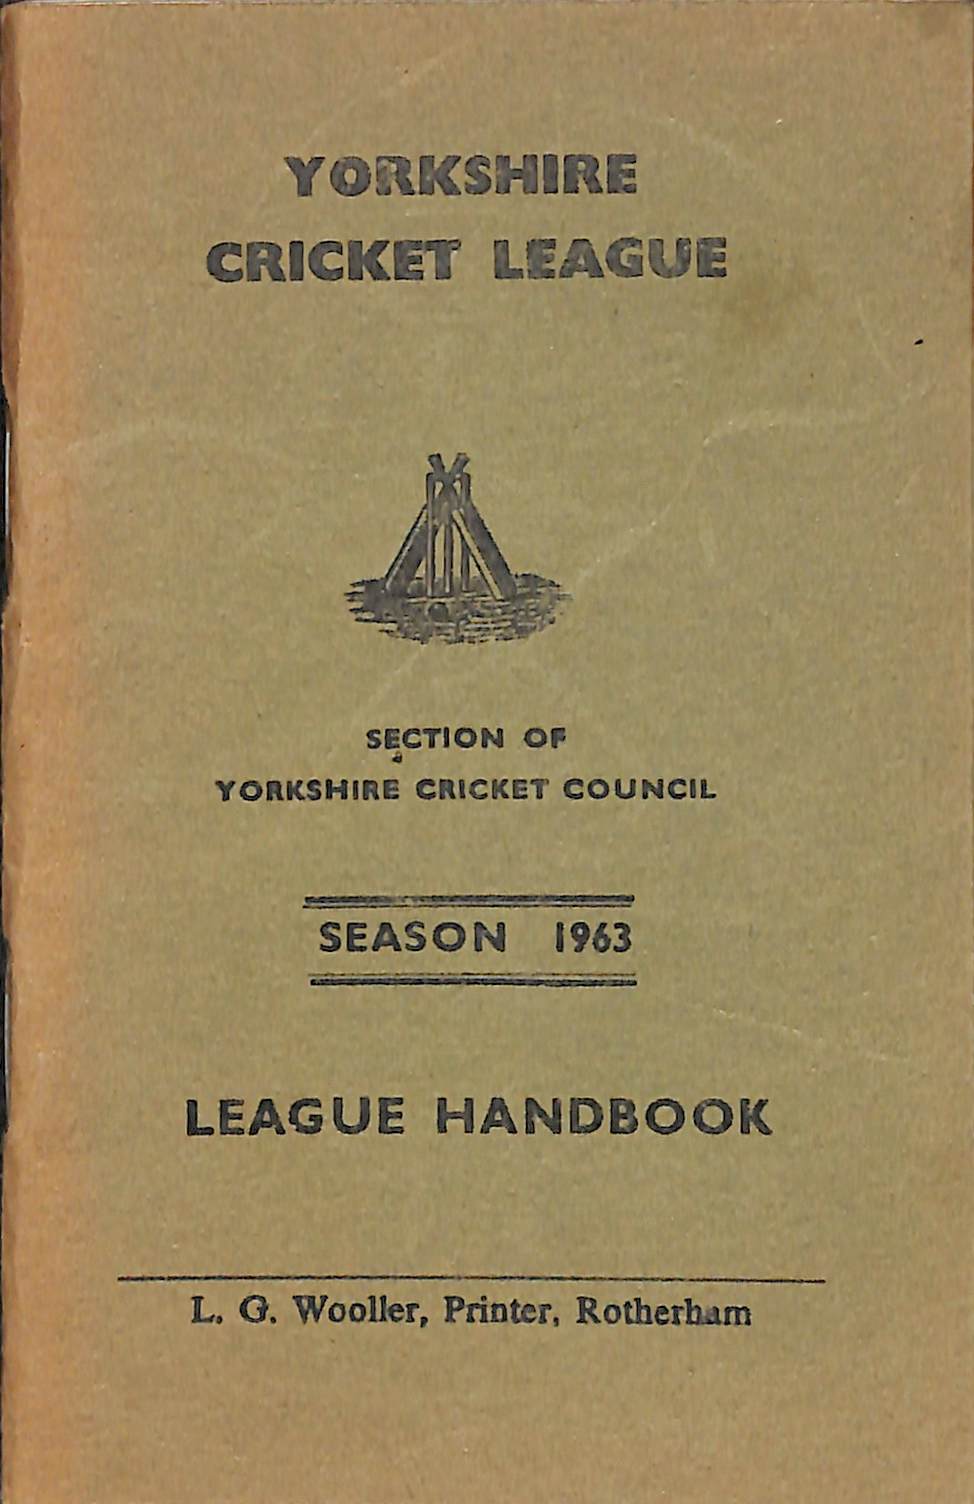 YORKSHIRE
CRICKET LEAGUE
SECTION OF
YORKSHIRE CRICKET COUNCIL
SEASON 1963
LEAGUE HANDBOOK
L. G. Wooller, Printer, Rotherham